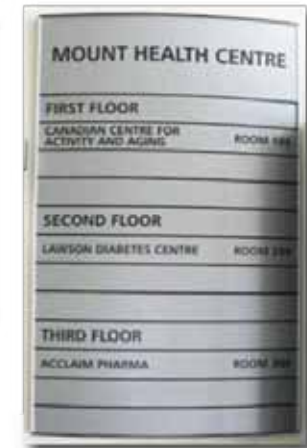 MOUNT HEALTH CENTRE
FIRST FLOOR
CANADIAN CENTRE FOR
ACTIVITY AND AGING ROOM
SECOND FLOOR
LAWSON DIABETES CENTRE ROOM
THIRD FLOOR
ACCLAIM PHARMA ROOM